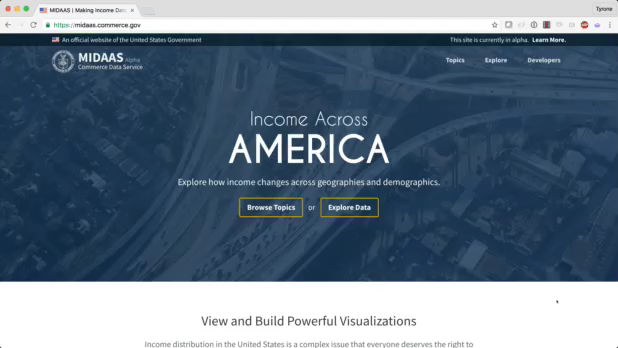 MIDAAS | Making Income Data
Tyrone
https://midaas.commerce.gov
An official website of the United States Government
This site is currently in alpha. Learn More.
MIDAAS Alpha
Commerce Data Service
Topics
Explore
Developers
Income Across
AMERICA
Explore how income changes across geographies and demographics.
Browse Topics or Explore Data
View and Build Powerful Visualizations
Income distribution in the United States is a complex issue that everyone deserves the right to